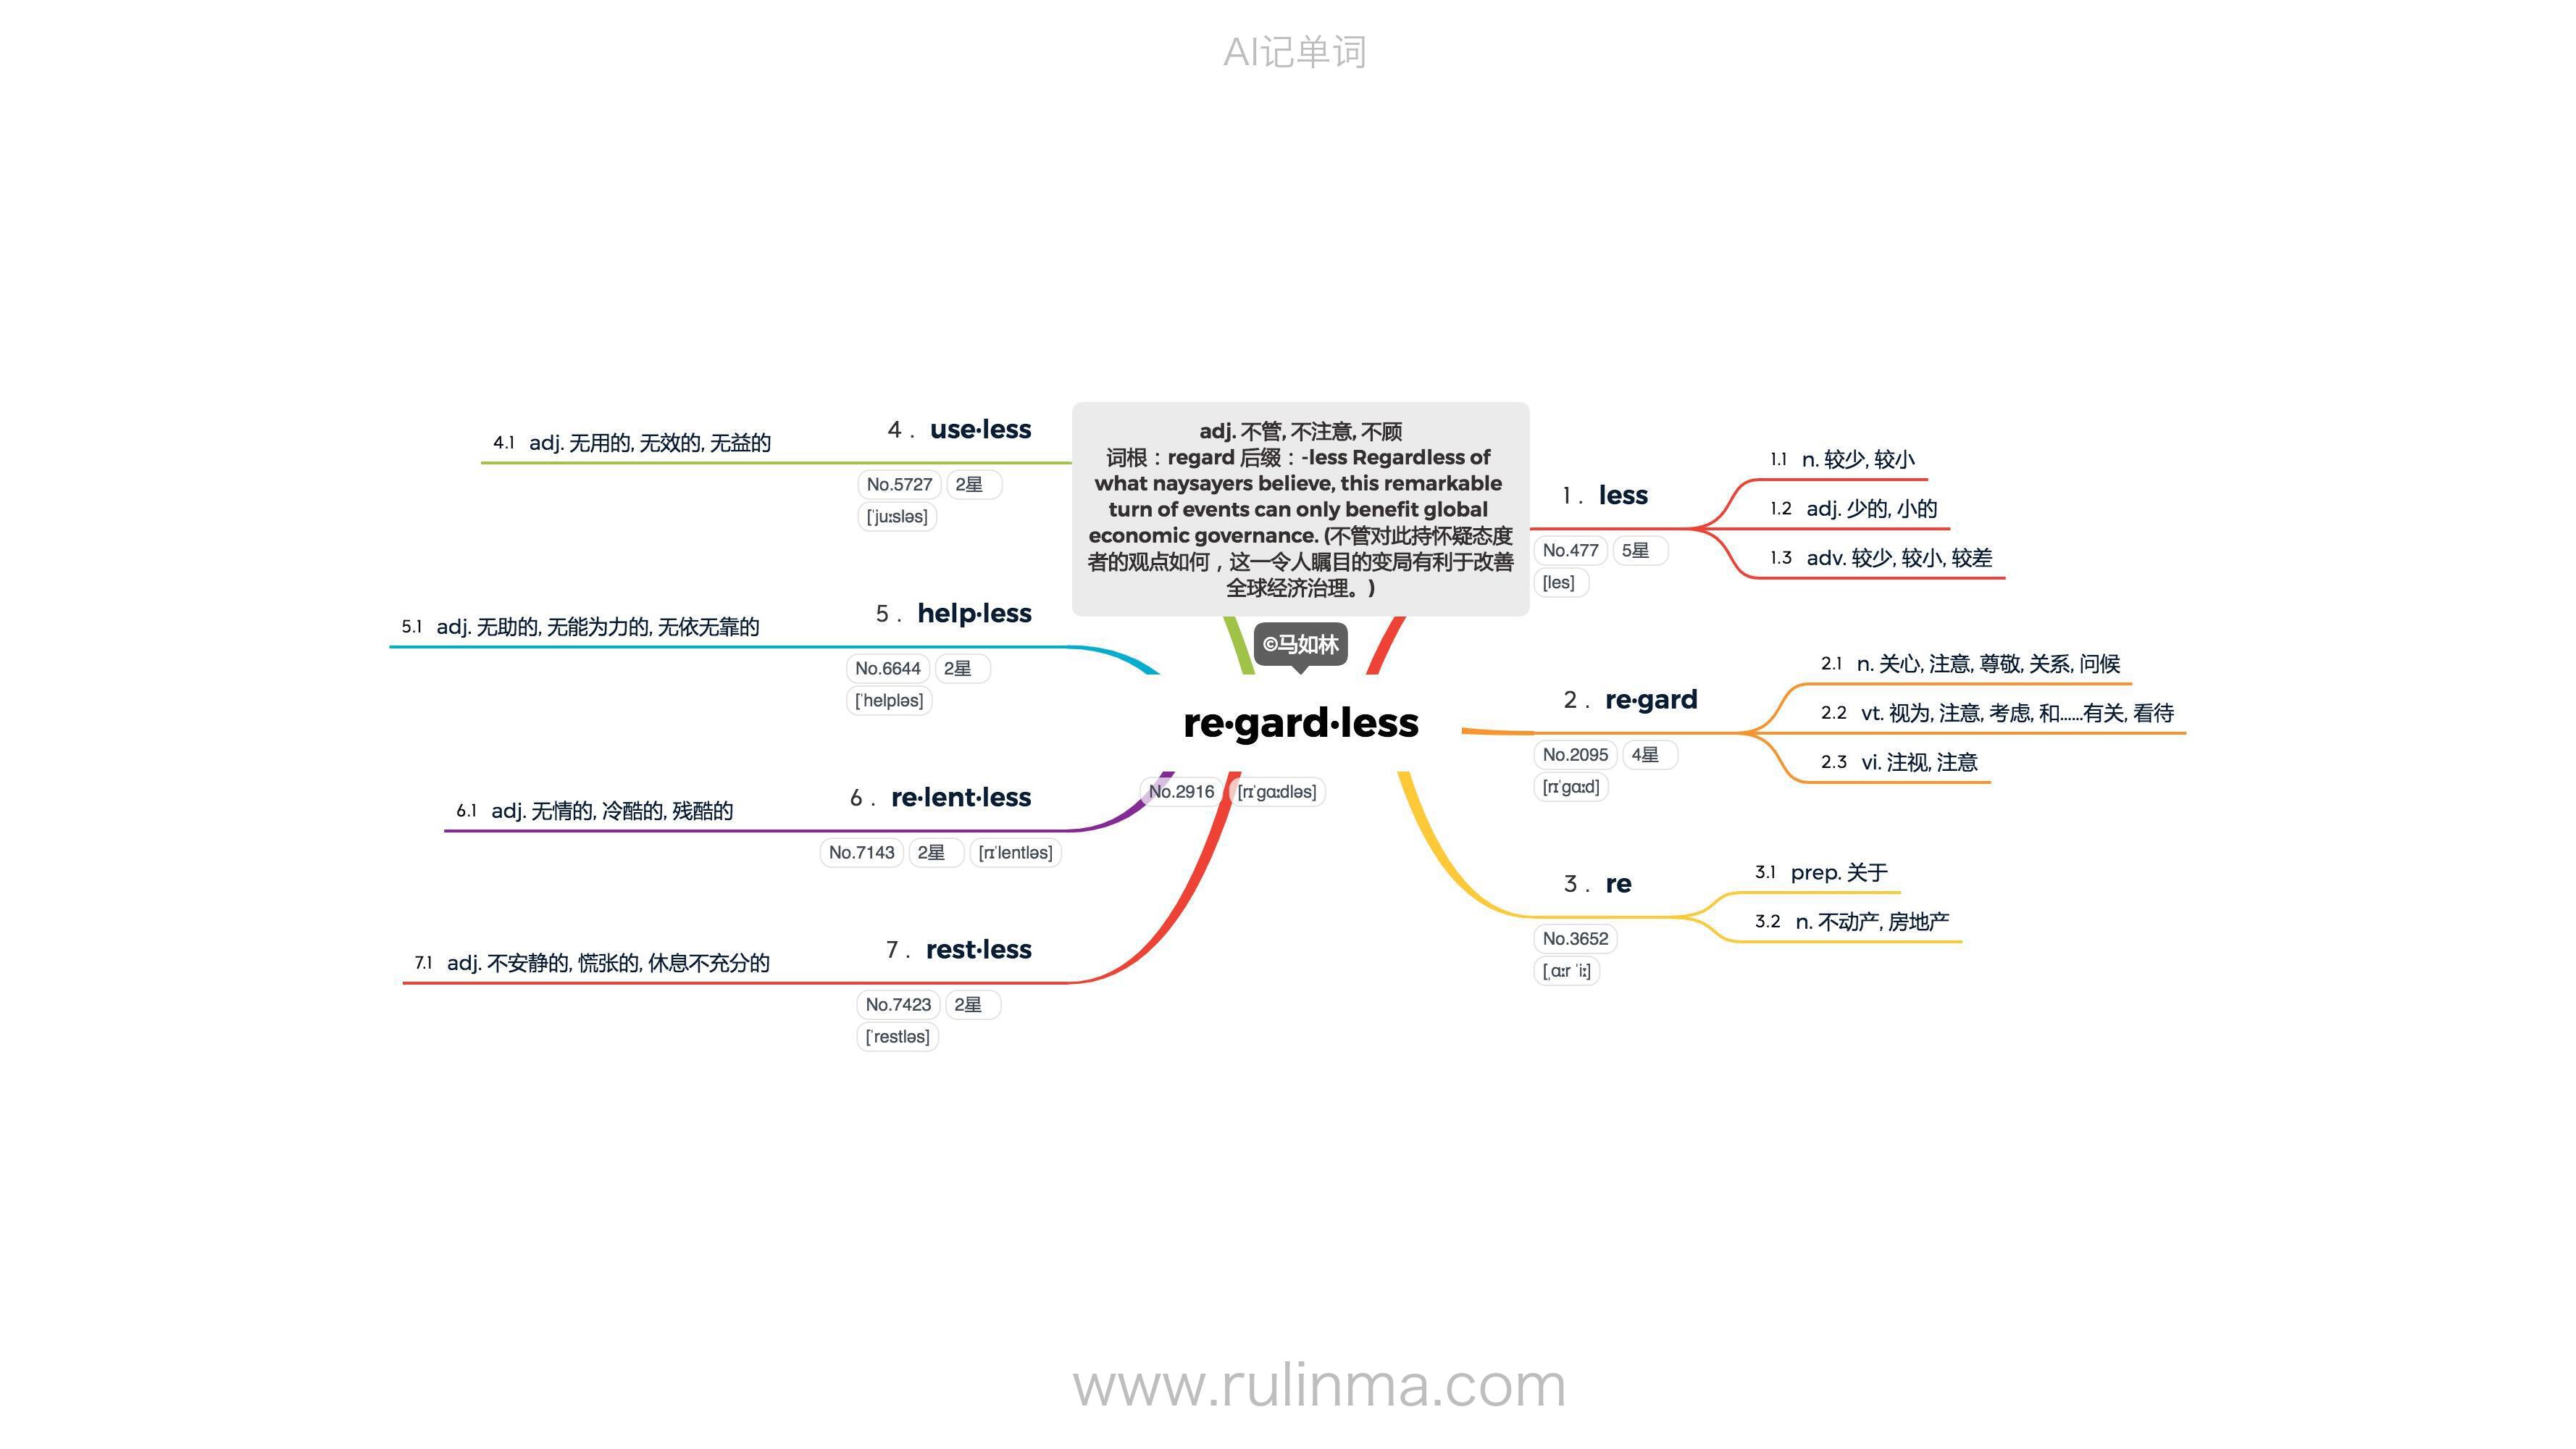 AI记单词
adj. 不管, 不注意, 不顾
词根：regard 后缀：-less Regardless of
what naysayers believe, this remarkable
turn of events can only benefit global
economic governance. (不管对此持怀疑态度
者的观点如何，这一令人瞩目的变局有利于改善
全球经济治理。)
©马如林
re·gard·less
No.2916 [rɪˈɡɑːdləs]
1. less
No.477 5星
[les]
1.1 n. 较少, 较小
1.2 adj. 少的, 小的
1.3 adv. 较少, 较小, 较差
2. re·gard
No.2095 4星
[rɪˈɡɑːd]
2.1 n. 关心, 注意, 尊敬, 关系, 问候
2.2 vt. 视为, 注意, 考虑, 和……有关, 看待
2.3 vi. 注视, 注意
3. re
No.3652
[ˌɑːr ˈiː]
3.1 prep. 关于
3.2 n. 不动产, 房地产
4. use·less
No.5727 2星
[ˈjuːsləs]
4.1 adj. 无用的, 无效的, 无益的
5. help·less
No.6644 2星
[ˈhelpləs]
5.1 adj. 无助的, 无能为力的, 无依无靠的
6. re·lent·less
No.7143 2星 [rɪˈlentləs]
6.1 adj. 无情的, 冷酷的, 残酷的
7. rest·less
No.7423 2星
[ˈrestləs]
7.1 adj. 不安静的, 慌张的, 休息不充分的
www.rulinma.com